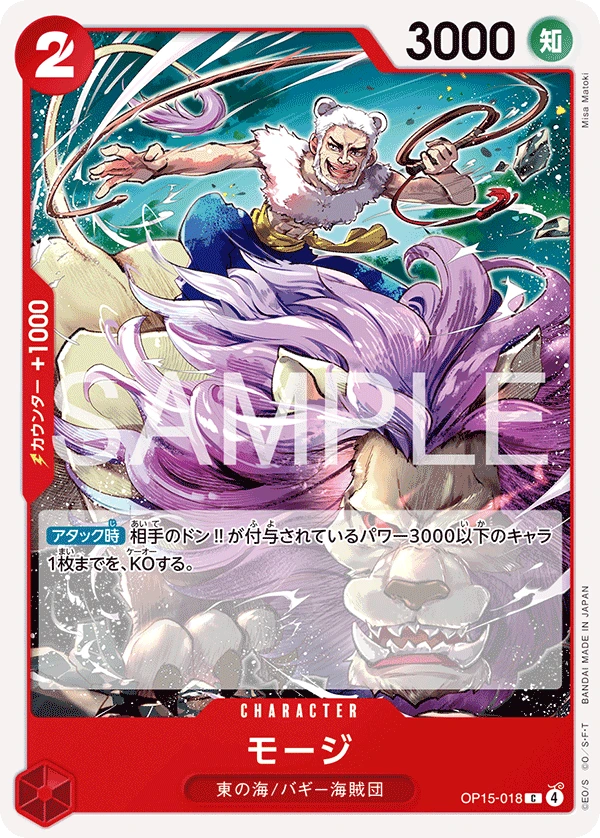 2
3000
知
Misa Matoki
カウンター +1000
SAMPLE
アタック時 相手のドン!!が付与されているパワー3000以下のキャラ
1枚までを、KOする。
CHARACTER
モージ
東の海/バギー海賊団
OP15-018 C 4
©E.O/S ©O/S・F・T BANDAI MADE IN JAPAN